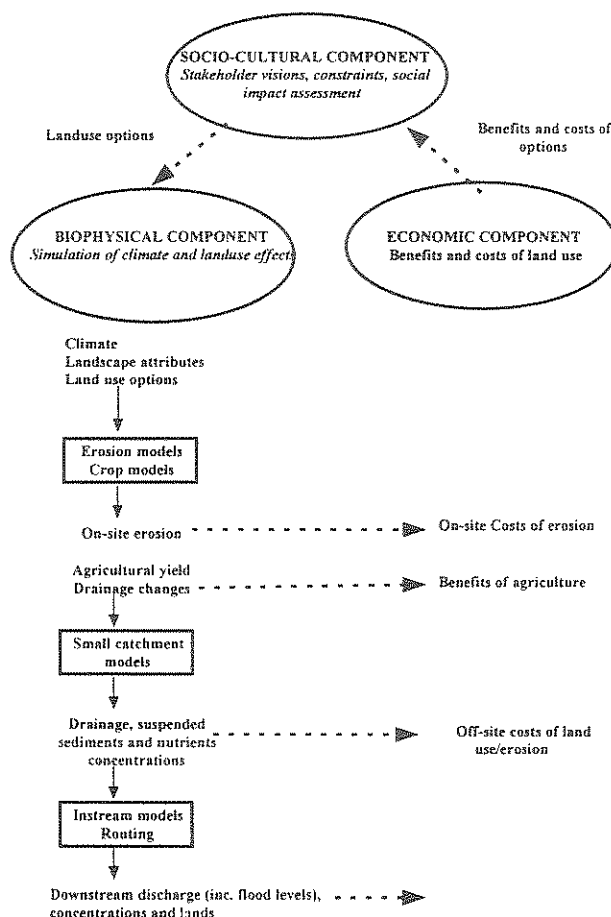 SOCIO-CULTURAL COMPONENT
Stakeholder visions, constraints, social
impact assessment
Landuse options
Benefits and costs of
options
BIOPHYSICAL COMPONENT
Simulation of climate and landuse effects
ECONOMIC COMPONENT
Benefits and costs of land use
Climate
Landscape attributes
Land use options
Erosion models
Crop models
On-site erosion
On-site Costs of erosion
Agricultural yield
Drainage changes
Benefits of agriculture
Small catchment
models
Drainage, suspended
sediments and nutrients
concentrations
Off-site costs of land
use/erosion
Instream models
Routing
Downstream discharge (inc. flood levels),
concentrations and lands